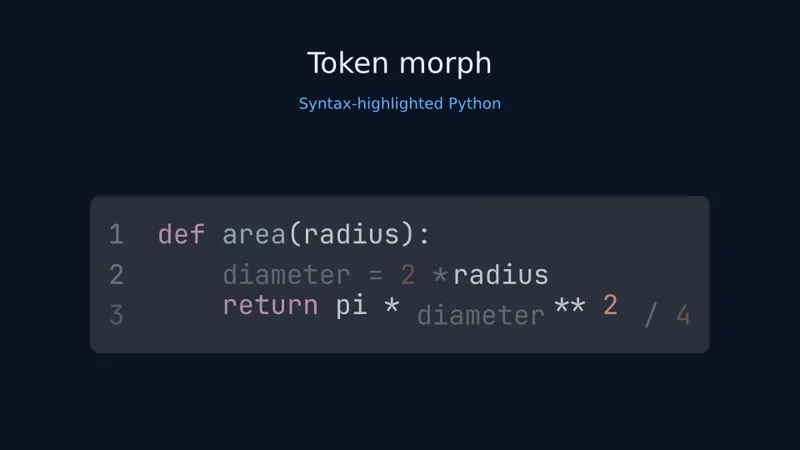 Token morph
Syntax-highlighted Python
1 def area(radius):
2     diameter = 2 *radius
3     return pi * diameter ** 2 / 4